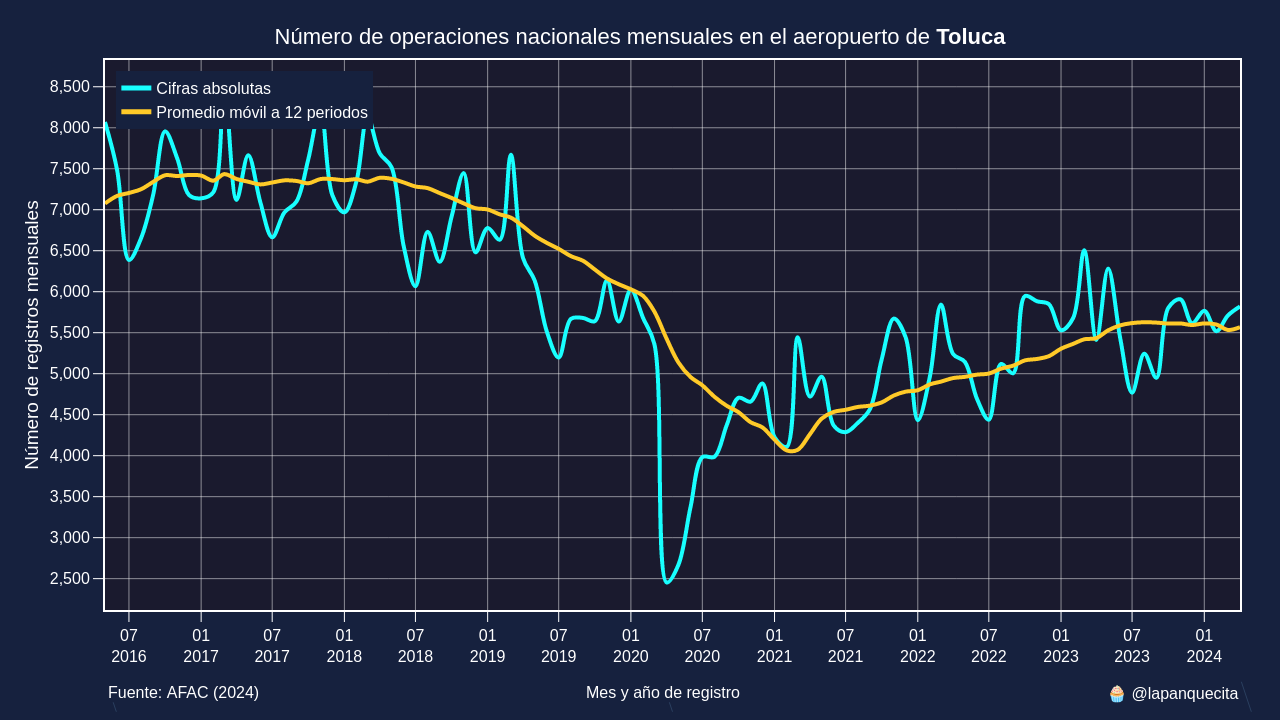 Número de operaciones nacionales mensuales en el aeropuerto de Toluca
Cifras absolutas
Promedio móvil a 12 periodos
Número de registros mensuales
8,500
8,000
7,500
7,000
6,500
6,000
5,500
5,000
4,500
4,000
3,500
3,000
2,500
07 01 07 01 07 01 07 01 07 01 07 01 07 01 07 01
2016 2017 2017 2018 2018 2019 2019 2020 2020 2021 2021 2022 2022 2023 2023 2024
Fuente: AFAC (2024) Mes y año de registro 🧁 @lapanquecita